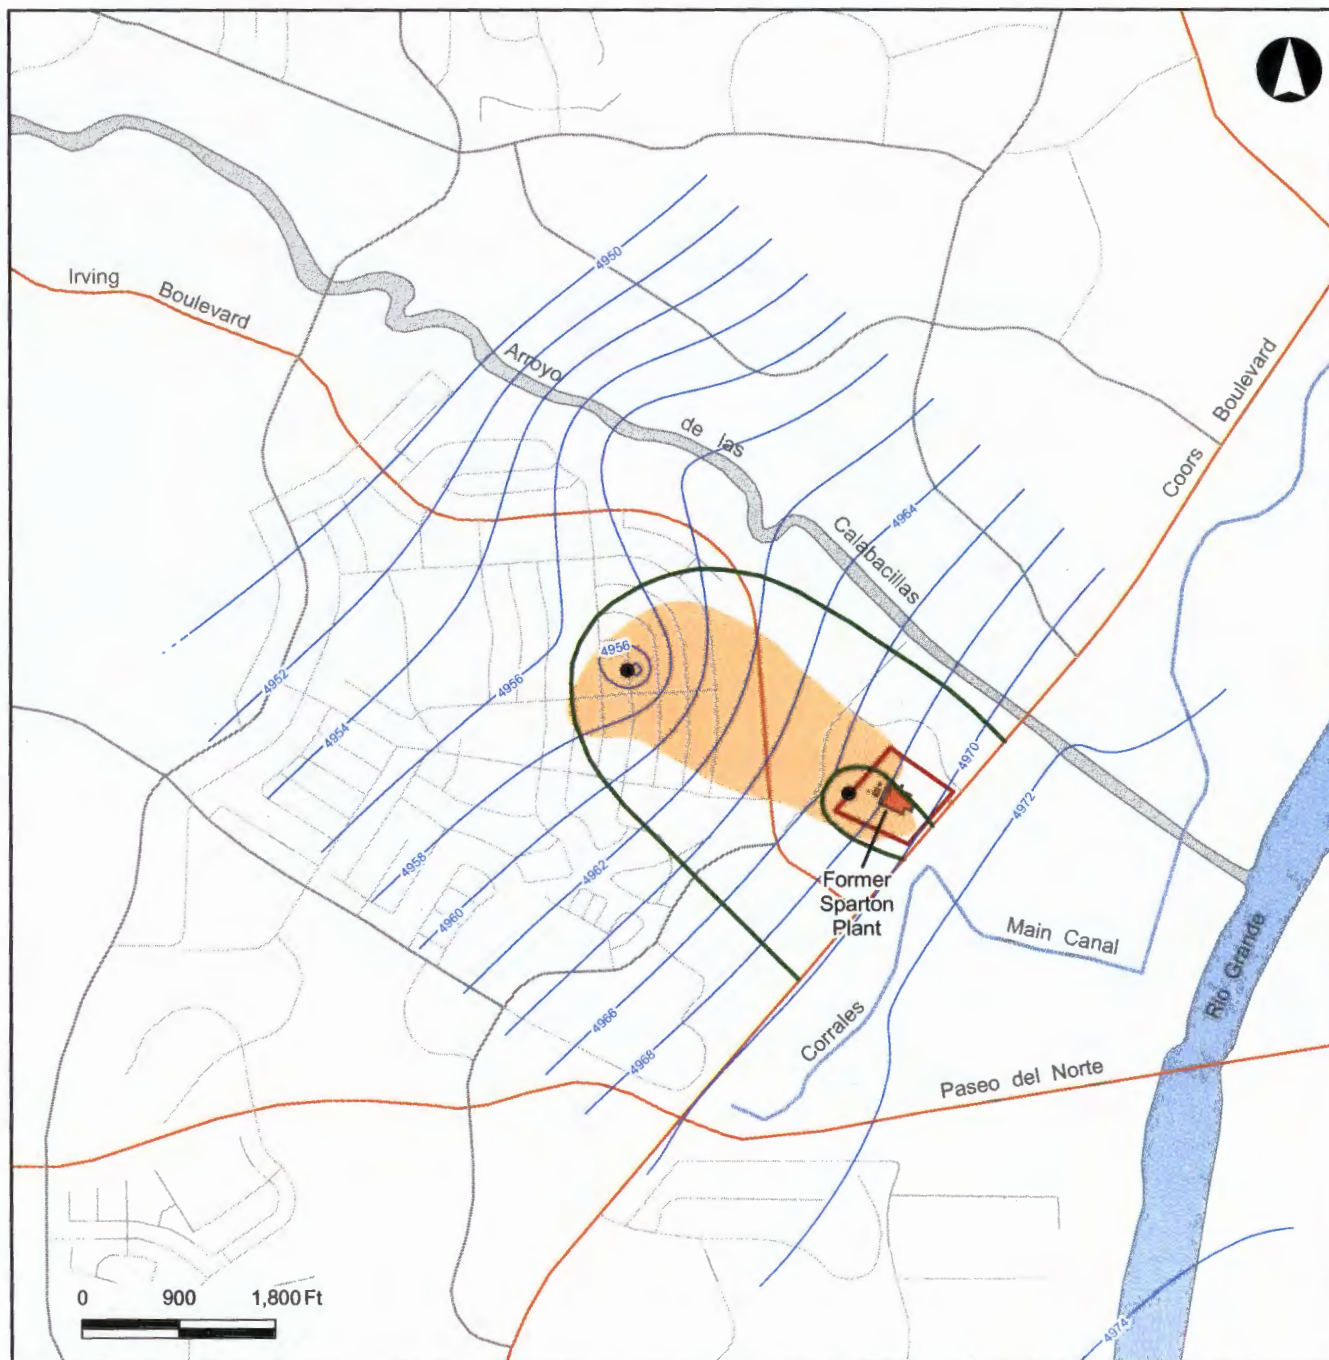 4950
Irving Boulevard
Arroyo de las Calabacillas
Coors Boulevard
4964
4956
4952
4956
4954
4970
4972
4958
4962
4960
Former
Sparton
Plant
Main Canal
Rio Grande
Corrales
4966
4968
Paseo del Norte
0 900 1,800 Ft
4974